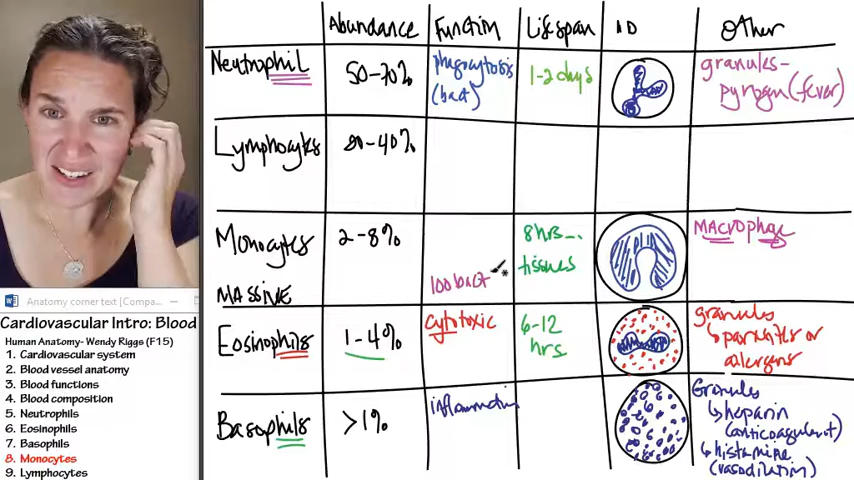 Abundance Function Lifespan ID Other
Neutrophil 50-70% phagocytosis 1-2 days granules-
(bact) pyrogen (fever)
Lymphocytes 20-40%
Monocytes 2-8% 8hrs... MACROphage
tissues
MASSIVE 100 bact
Eosinophils 1-4% cytotoxic 6-12 granules
hrs parasites or
allergens
Basophils >1% inflammation Granules
heparin
(anticoagulent)
histamine
(vasodilation)
Anatomy corner text [Compa...
Cardiovascular Intro: Blood
Human Anatomy- Wendy Riggs (F15)
1. Cardiovascular system
2. Blood vessel anatomy
3. Blood functions
4. Blood composition
5. Neutrophils
6. Eosinophils
7. Basophils
8. Monocytes
9. Lymphocytes